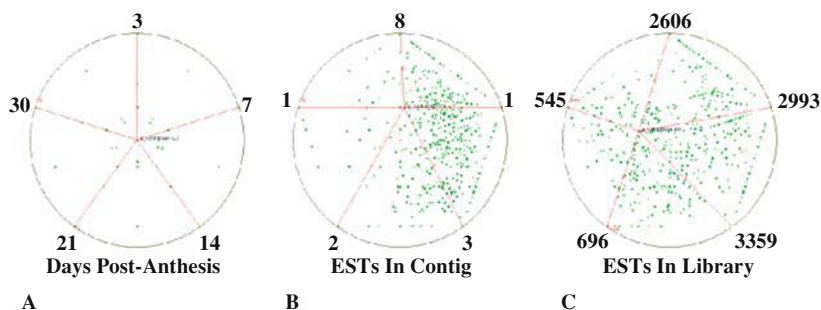 3
30
7
21
14
Days Post-Anthesis
A
8
1
1
2
3
ESTs In Contig
B
2606
545
2993
696
3359
ESTs In Library
C